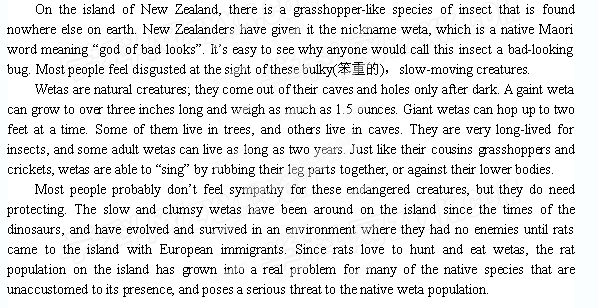 On the island of New Zealand, there is a grasshopper-like species of insect that is found
nowhere else on earth. New Zealanders have given it the nickname weta, which is a native Maori
word meaning “god of bad looks”. It’s easy to see why anyone would call this insect a bad-looking
bug. Most people feel disgusted at the sight of these bulky(笨重的)，slow-moving creatures.
Wetas are natural creatures; they come out of their caves and holes only after dark. A gaint weta
can grow to over three inches long and weigh as much as 1.5 ounces. Giant wetas can hop up to two
feet at a time. Some of them live in trees, and others live in caves. They are very long-lived for
insects, and some adult wetas can live as long as two years. Just like their cousins grasshoppers and
crickets, wetas are able to “sing” by rubbing their leg parts together, or against their lower bodies.
Most people probably don’t feel sympathy for these endangered creatures, but they do need
protecting. The slow and clumsy wetas have been around on the island since the times of the
dinosaurs, and have evolved and survived in an environment where they had no enemies until rats
came to the island with European immigrants. Since rats love to hunt and eat wetas, the rat
population on the island has grown into a real problem for many of the native species that are
unaccustomed to its presence, and poses a serious threat to the native weta population.